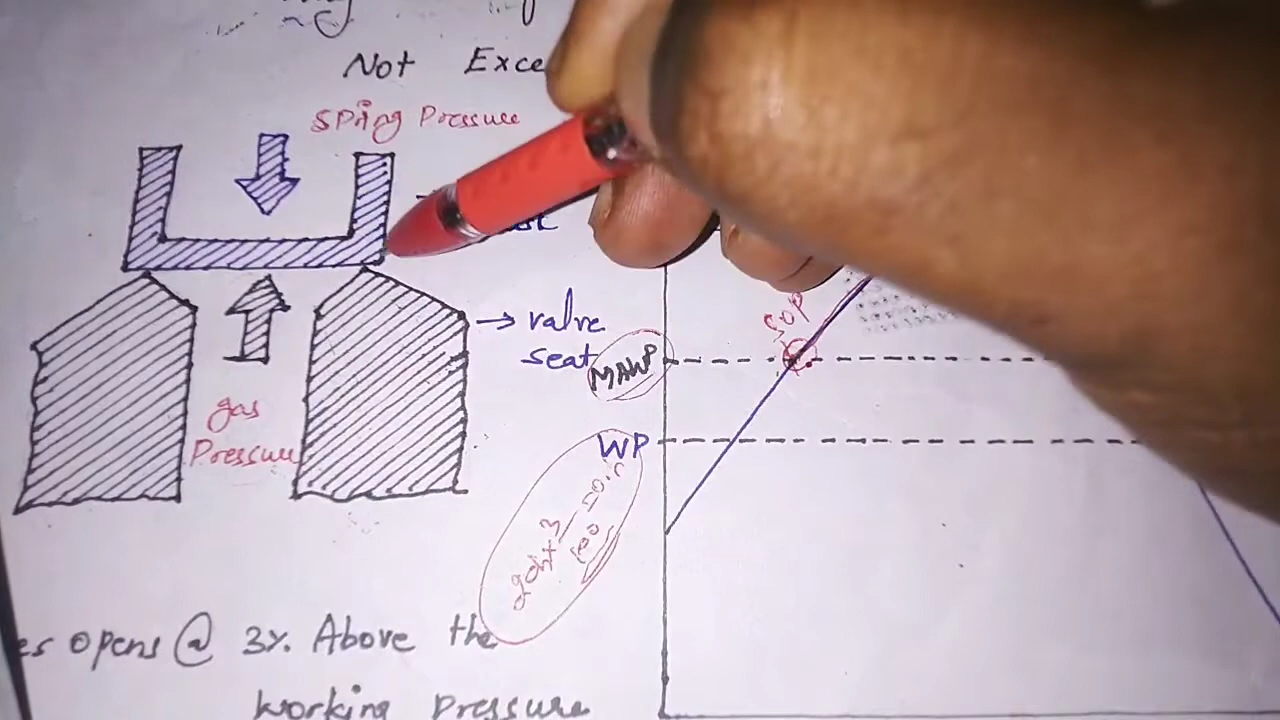 Not Exce
Spring Pressure
→ valve
seat
SOP
MAWP
WP
gas
Pressure
es opens @ 3%. Above the
working pressure